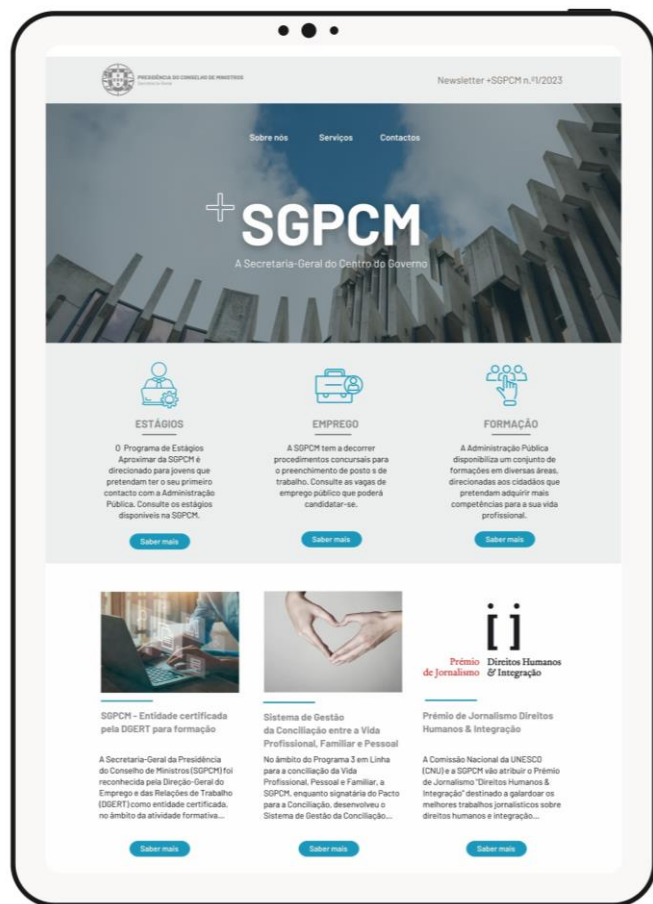 PRESIDÊNCIA DO CONSELHO DE MINISTROS
Secretaria-Geral
Newsletter +SGPCM n.º1/2023
Sobre nós Serviços Contactos
+SGPCM
A Secretaria-Geral do Centro do Governo
ESTÁGIOS
O Programa de Estágios
Aproximar da SGPCM é
direcionado para jovens que
pretendam ter o seu primeiro
contacto com a Administração
Pública. Consulte os estágios
disponíveis na SGPCM.
Saber mais
EMPREGO
A SGPCM tem a decorrer
procedimentos concursais para
o preenchimento de posto s de
trabalho. Consulte as vagas de
emprego público que poderá
candidatar-se.
Saber mais
FORMAÇÃO
A Administração Pública
disponibiliza um conjunto de
formações em diversas áreas,
direcionadas aos cidadãos que
pretendam adquirir mais
competências para a sua vida
profissional.
Saber mais
SGPCM - Entidade certificada
pela DGERT para formação
A Secretaria-Geral da Presidência
do Conselho de Ministros (SGPCM) foi
reconhecida pela Direção-Geral do
Emprego e das Relações de Trabalho
(DGERT) como entidade certificada,
no âmbito da atividade formativa...
Saber mais
Sistema de Gestão
da Conciliação entre a Vida
Profissional, Familiar e Pessoal
No âmbito do Programa 3 em Linha
para a conciliação da Vida
Profissional, Pessoal e Familiar, a
SGPCM, enquanto signatária do Pacto
para a Conciliação, desenvolveu o
Sistema de Gestão da Conciliação...
Saber mais
Prémio Direitos Humanos
de Jornalismo & Integração
Prémio de Jornalismo Direitos
Humanos & Integração
A Comissão Nacional da UNESCO
(CNU) e a SGPCM vão atribuir o Prémio
de Jornalismo "Direitos Humanos &
Integração" destinado a galardoar os
melhores trabalhos jornalísticos sobre
direitos humanos e integração...
Saber mais